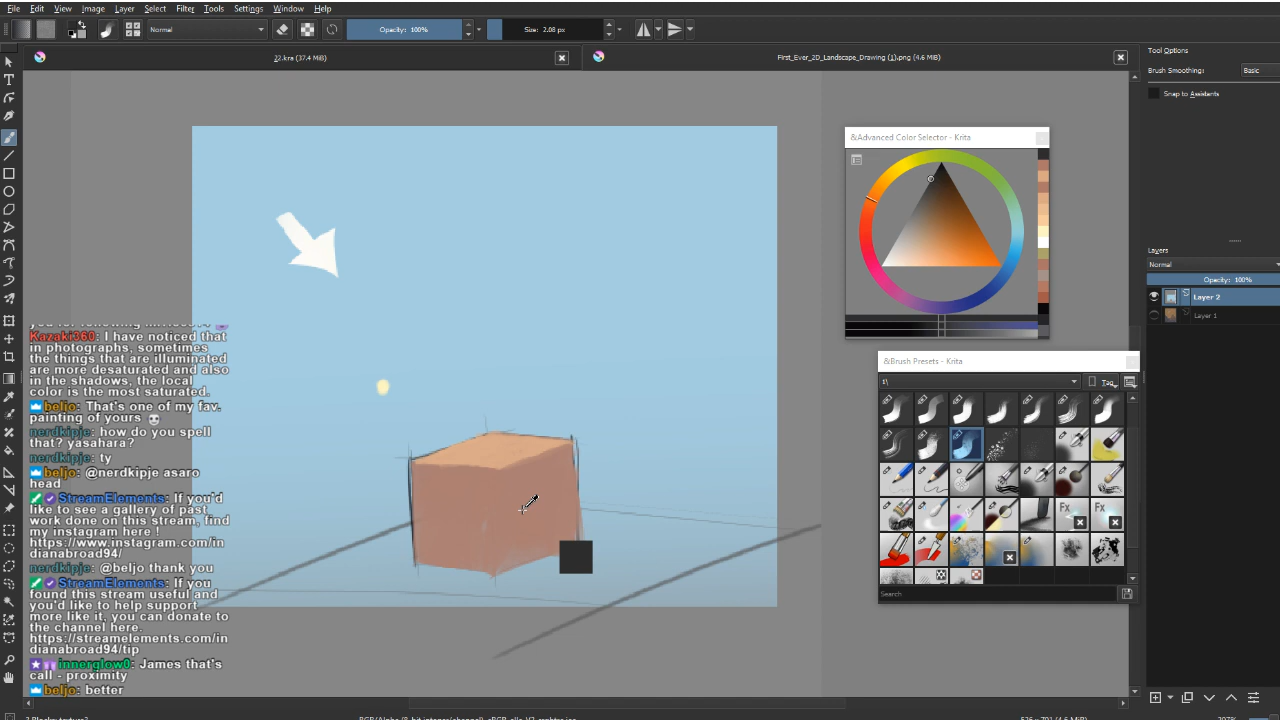 File Edit View Image Layer Select Filter Tools Settings Window Help
Normal Opacity: 100% Size: 2.08 px
(37.4 MiB) First_Ever_2D_Landscape_Drawing (1).png (4.6 MiB)
Tool Options
Brush Smoothing: Basic
Snap to Assistants
&Advanced Color Selector - Krita
Layers
Normal
Opacity: 100%
Layer 2
Layer 1
&Brush Presets - Krita
1\ Tag
Fx Fx
Search
Kazaki360: I have noticed that
in photographs, sometimes
the things that are illuminated
are more desaturated and also
in the shadows, the local
color is the most saturated.
beljo: That's one of my fav.
painting of yours
nerdkipje: how do you spell
that? yasahara?
nerdkipje: ty
beljo: @nerdkipje asaro
head
StreamElements: If you'd
like to see a gallery of past
work done on this stream, find
my instagram here !
https://www.instagram.com/in
dianabroad94/
nerdkipje: @beljo thank you
StreamElements: If you
found this stream useful and
you'd like to help support
more like it, you can donate to
the channel here.
https://streamelements.com/in
dianabroad94/tip
innerglow0: James that's
call - proximity
beljo: better